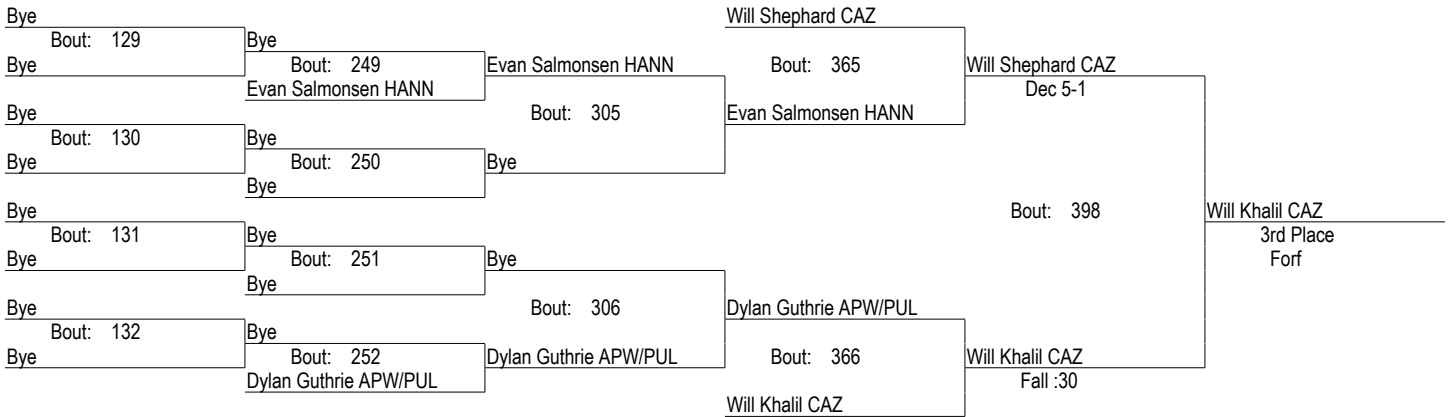 Bye Will Shephard CAZ
Bout: 129 Bye
Bye Bout: 249 Evan Salmonsen HANN Bout: 365 Will Shephard CAZ
Evan Salmonsen HANN Dec 5-1
Bye Bout: 305 Evan Salmonsen HANN
Bout: 130 Bye
Bye Bout: 250 Bye
Bye
Bye Bout: 398 Will Khalil CAZ
Bout: 131 Bye 3rd Place
Bye Bout: 251 Bye Forf
Bye
Bye Bout: 306 Dylan Guthrie APW/PUL
Bout: 132 Bye
Bye Bout: 252 Dylan Guthrie APW/PUL Bout: 366 Will Khalil CAZ
Dylan Guthrie APW/PUL Fall :30
Will Khalil CAZ